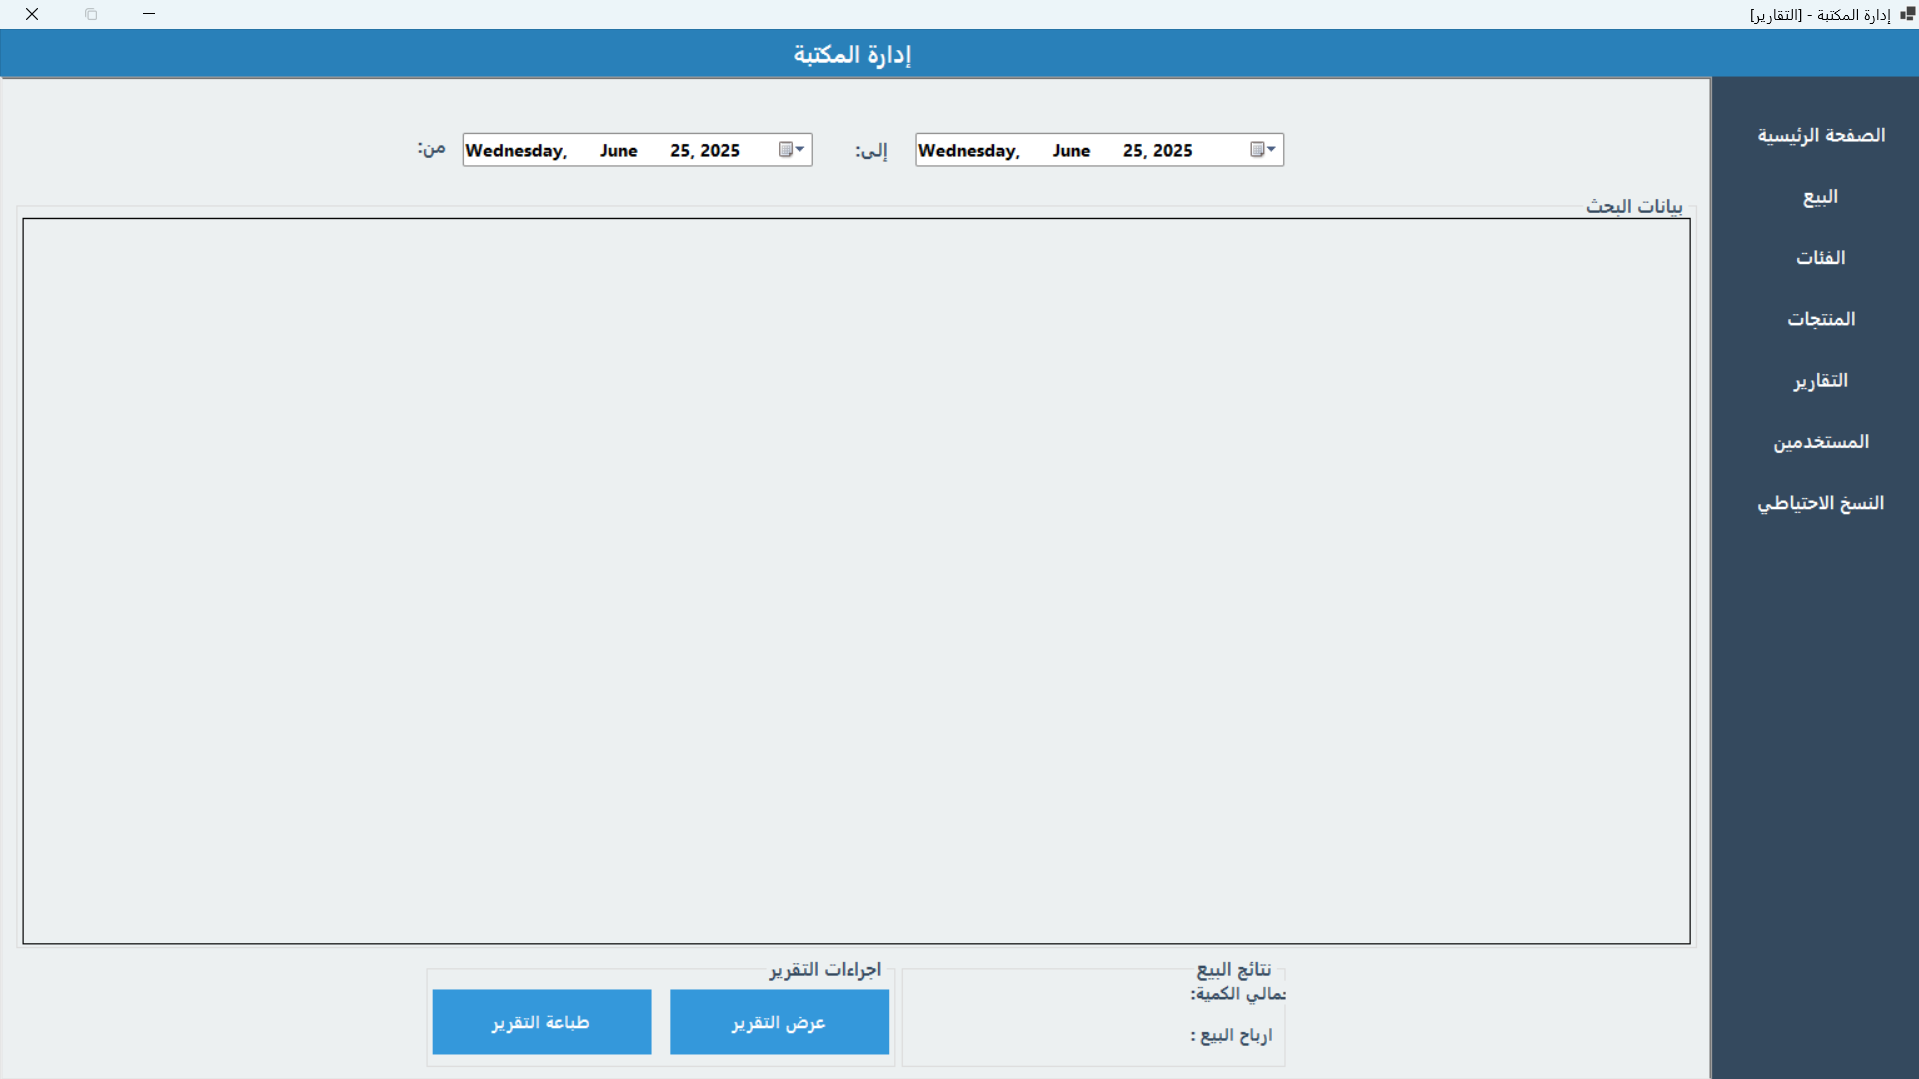 إدارة المكتبة - [التقارير]
إدارة المكتبة
الصفحة الرئيسية
البيع
الفئات
المنتجات
التقارير
المستخدمين
النسخ الاحتياطي
من:
Wednesday, June 25, 2025
إلى:
Wednesday, June 25, 2025
بيانات البحث
نتائج البيع
جمالي الكمية:
ارباح البيع :
اجراءات التقرير
عرض التقرير
طباعة التقرير